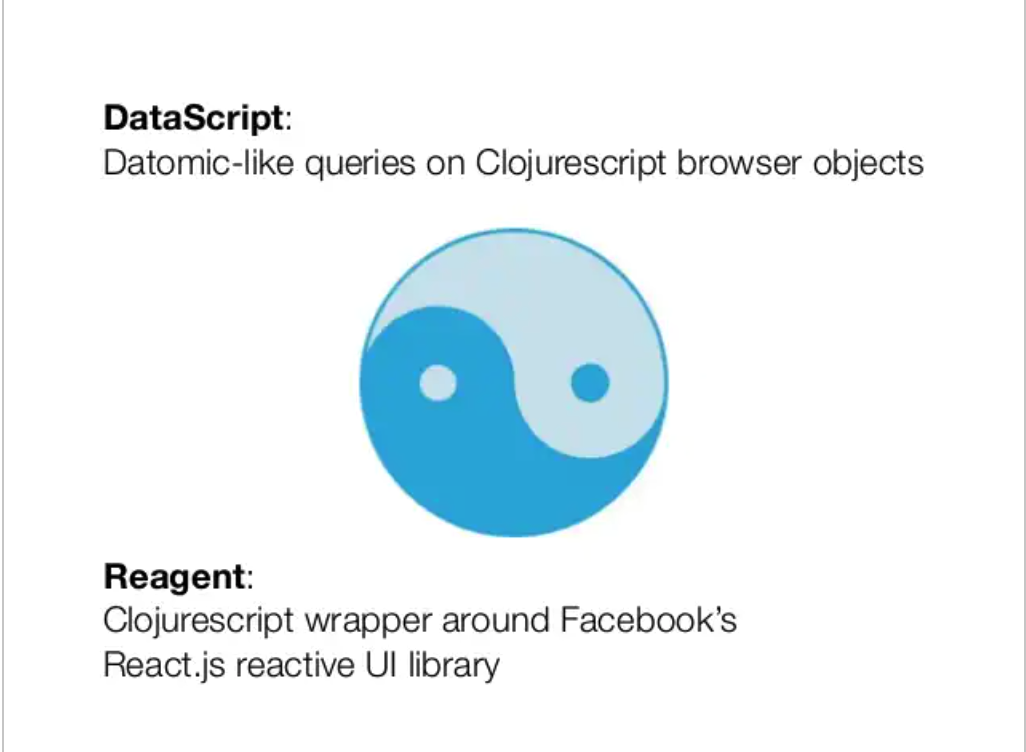 DataScript:
Datomic-like queries on Clojurescript browser objects
Reagent:
Clojurescript wrapper around Facebook’s
React.js reactive UI library